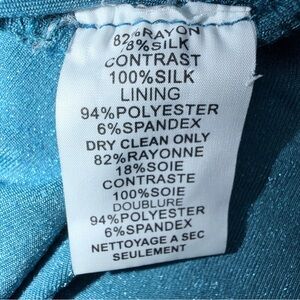 82%RAYON
8%SILK
CONTRAST
100%SILK
LINING
94%POLYESTER
6%SPANDEX
DRY CLEAN ONLY
82%RAYONNE
18%SOIE
CONTRASTE
100%SOIE
DOUBLURE
94%POLYESTER
6%SPANDEX
NETTOYAGE A SEC
SEULEMENT